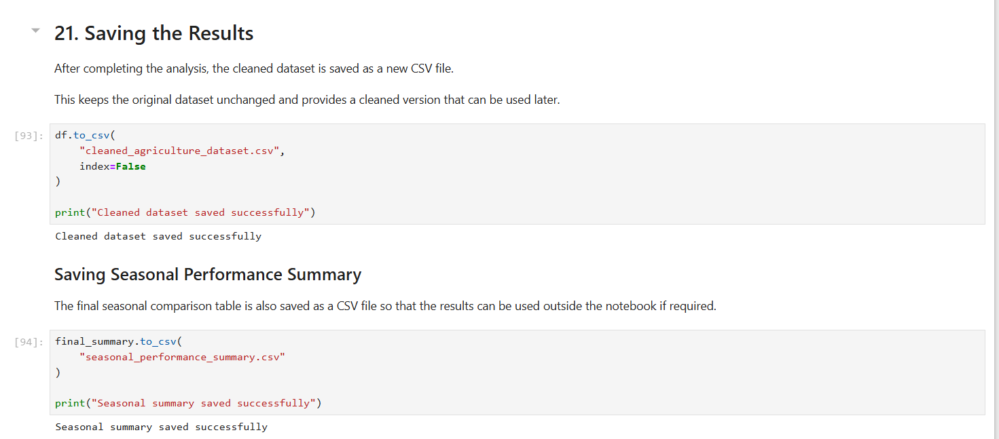 21. Saving the Results
After completing the analysis, the cleaned dataset is saved as a new CSV file.
This keeps the original dataset unchanged and provides a cleaned version that can be used later.
[93]:
df.to_csv(
    "cleaned_agriculture_dataset.csv",
    index=False
)
print("Cleaned dataset saved successfully")
Cleaned dataset saved successfully
Saving Seasonal Performance Summary
The final seasonal comparison table is also saved as a CSV file so that the results can be used outside the notebook if required.
[94]:
final_summary.to_csv(
    "seasonal_performance_summary.csv"
)
print("Seasonal summary saved successfully")
Seasonal summary saved successfully